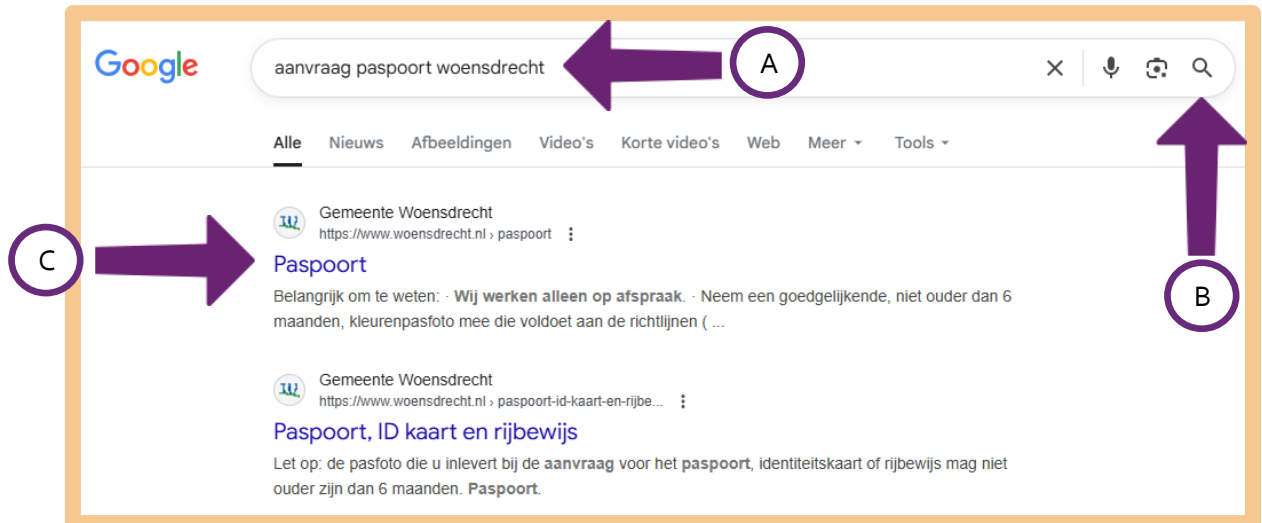 Google
aanvraag paspoort woensdrecht
A
Alle Nieuws Afbeeldingen Video's Korte video's Web Meer Tools
Gemeente Woensdrecht
https://www.woensdrecht.nl › paspoort
C
Paspoort
B
Belangrijk om te weten: · Wij werken alleen op afspraak. · Neem een goedgelijkende, niet ouder dan 6
maanden, kleurenpasfoto mee die voldoet aan de richtlijnen ( ...
Gemeente Woensdrecht
https://www.woensdrecht.nl › paspoort-id-kaart-en-rijbe...
Paspoort, ID kaart en rijbewijs
Let op: de pasfoto die u inlevert bij de aanvraag voor het paspoort, identiteitskaart of rijbewijs mag niet
ouder zijn dan 6 maanden. Paspoort.